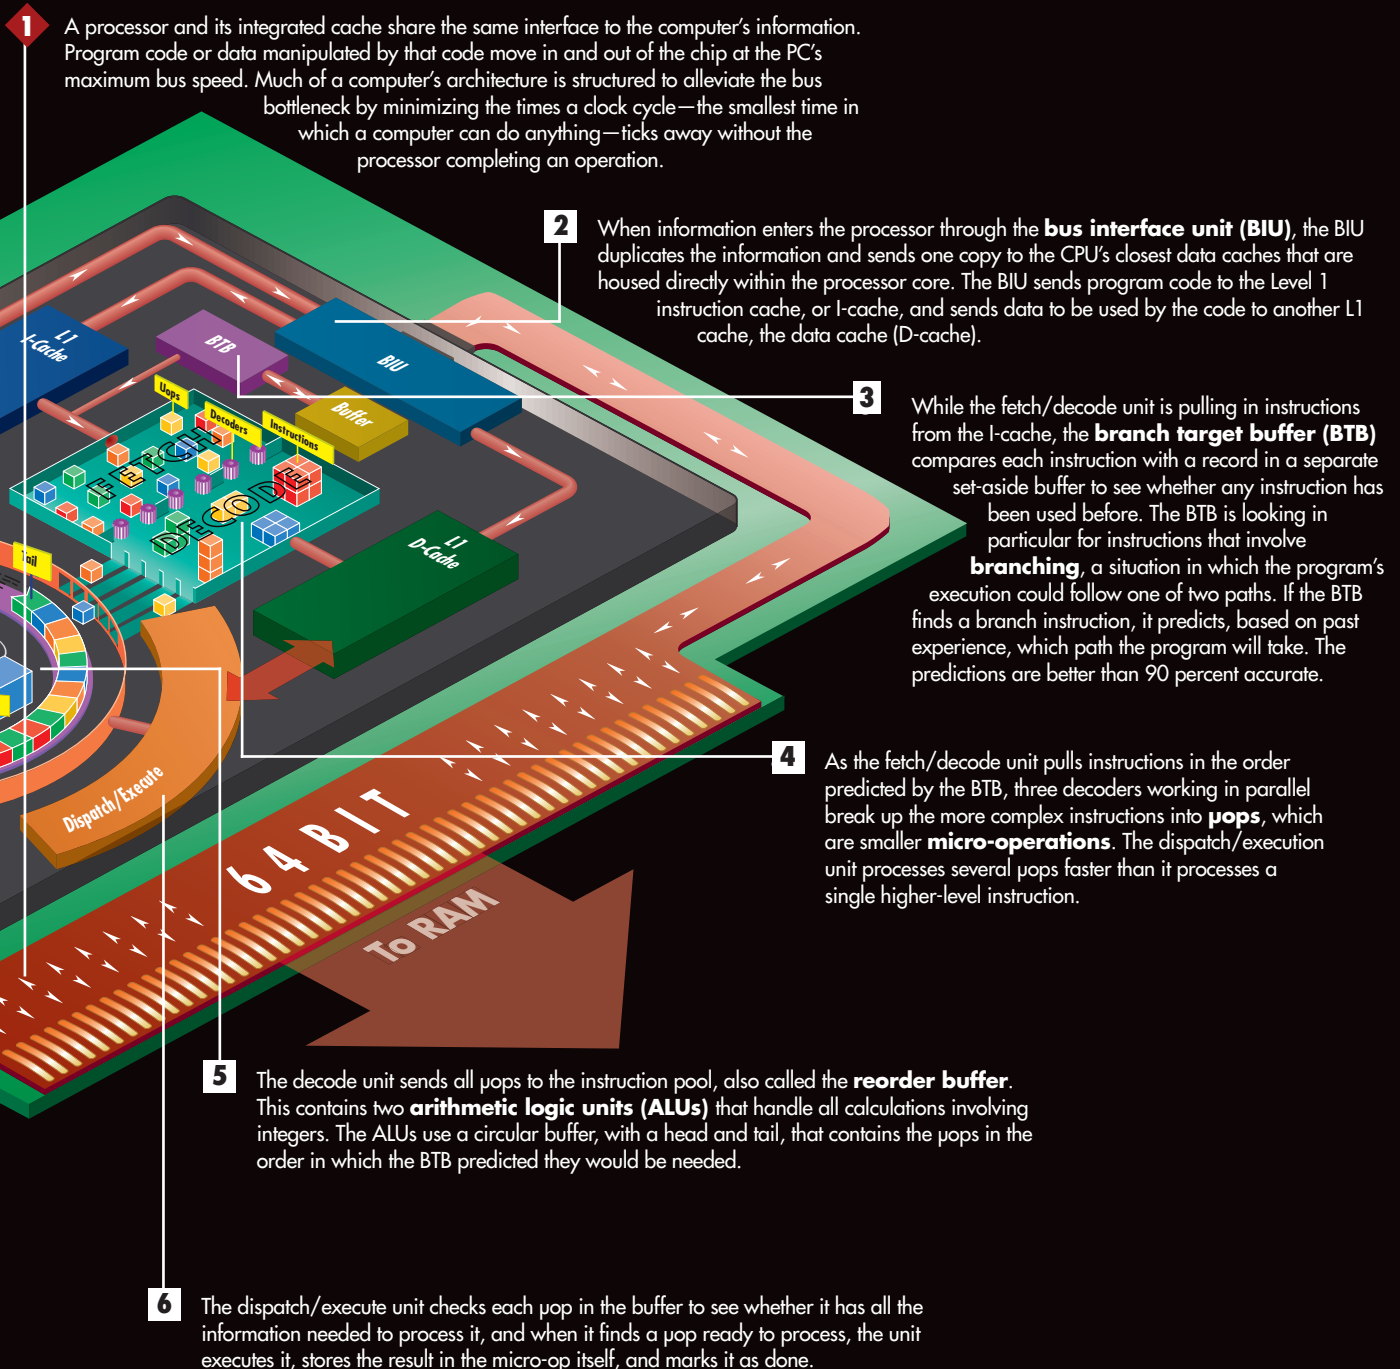 1
A processor and its integrated cache share the same interface to the computer’s information.
Program code or data manipulated by that code move in and out of the chip at the PC’s
maximum bus speed. Much of a computer’s architecture is structured to alleviate the bus
bottleneck by minimizing the times a clock cycle—the smallest time in
which a computer can do anything—ticks away without the
processor completing an operation.
2
When information enters the processor through the bus interface unit (BIU), the BIU
duplicates the information and sends one copy to the CPU’s closest data caches that are
housed directly within the processor core. The BIU sends program code to the Level 1
instruction cache, or I-cache, and sends data to be used by the code to another L1
cache, the data cache (D-cache).
L1
I-Cache
BTB
BIU
Buffer
Uops
Decoders
Instructions
FETCH
DECODE
L1
D-Cache
Tail
Dispatch/Execute
64 BIT
To RAM
3
While the fetch/decode unit is pulling in instructions
from the I-cache, the branch target buffer (BTB)
compares each instruction with a record in a separate
set-aside buffer to see whether any instruction has
been used before. The BTB is looking in
particular for instructions that involve
branching, a situation in which the program’s
execution could follow one of two paths. If the BTB
finds a branch instruction, it predicts, based on past
experience, which path the program will take. The
predictions are better than 90 percent accurate.
4
As the fetch/decode unit pulls instructions in the order
predicted by the BTB, three decoders working in parallel
break up the more complex instructions into µops, which
are smaller micro-operations. The dispatch/execution
unit processes several µops faster than it processes a
single higher-level instruction.
5
The decode unit sends all µops to the instruction pool, also called the reorder buffer.
This contains two arithmetic logic units (ALUs) that handle all calculations involving
integers. The ALUs use a circular buffer, with a head and tail, that contains the µops in the
order in which the BTB predicted they would be needed.
6
The dispatch/execute unit checks each µop in the buffer to see whether it has all the
information needed to process it, and when it finds a µop ready to process, the unit
executes it, stores the result in the micro-op itself, and marks it as done.